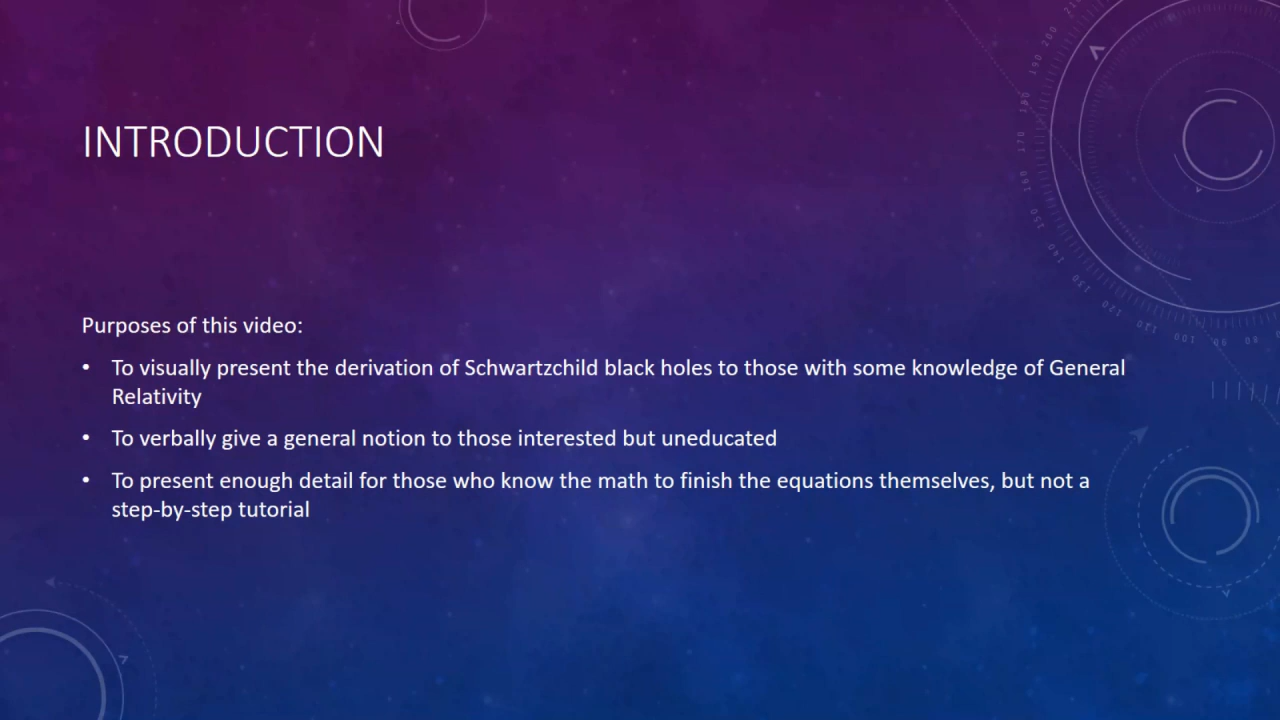 INTRODUCTION
Purposes of this video:
• To visually present the derivation of Schwartzchild black holes to those with some knowledge of General
Relativity
• To verbally give a general notion to those interested but uneducated
• To present enough detail for those who know the math to finish the equations themselves, but not a
step-by-step tutorial